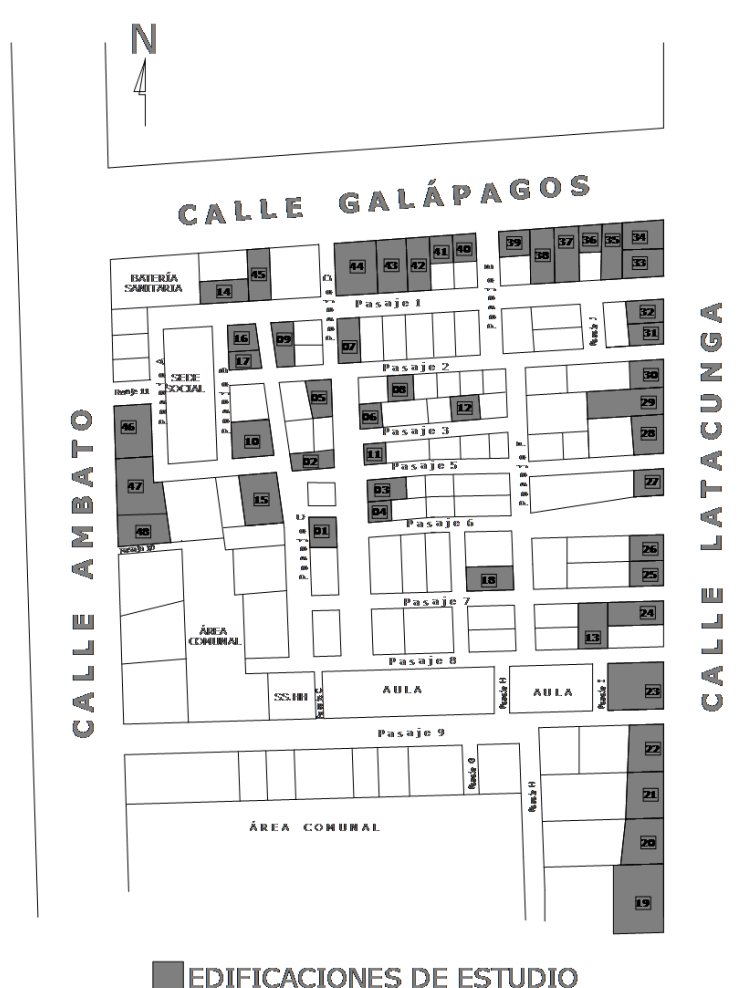 N
CALLE GALÁPAGOS
39 38 37 36 35 34
33
44 43 42 41 40
45
BATERÍA
SANITARIA
14
Pasaje 1
32
31
16
17
09
07
Pasaje 2
SEDE
SOCIAL
30
29
28
08
05
06
12
46
10
Pasaje 3
02
11
Pasaje 5
47
15
03
04
27
48
01
Pasaje 6
26
25
18
Pasaje 7
24
13
ÁREA
COMUNAL
Pasaje 8
SS.HH
AULA
Pasaje H
AULA
23
Pasaje 9
22
Pasaje G
Pasaje H
21
ÁREA COMUNAL
20
19
CALLE AMBATO
CALLE LATACUNGA
EDIFICACIONES DE ESTUDIO